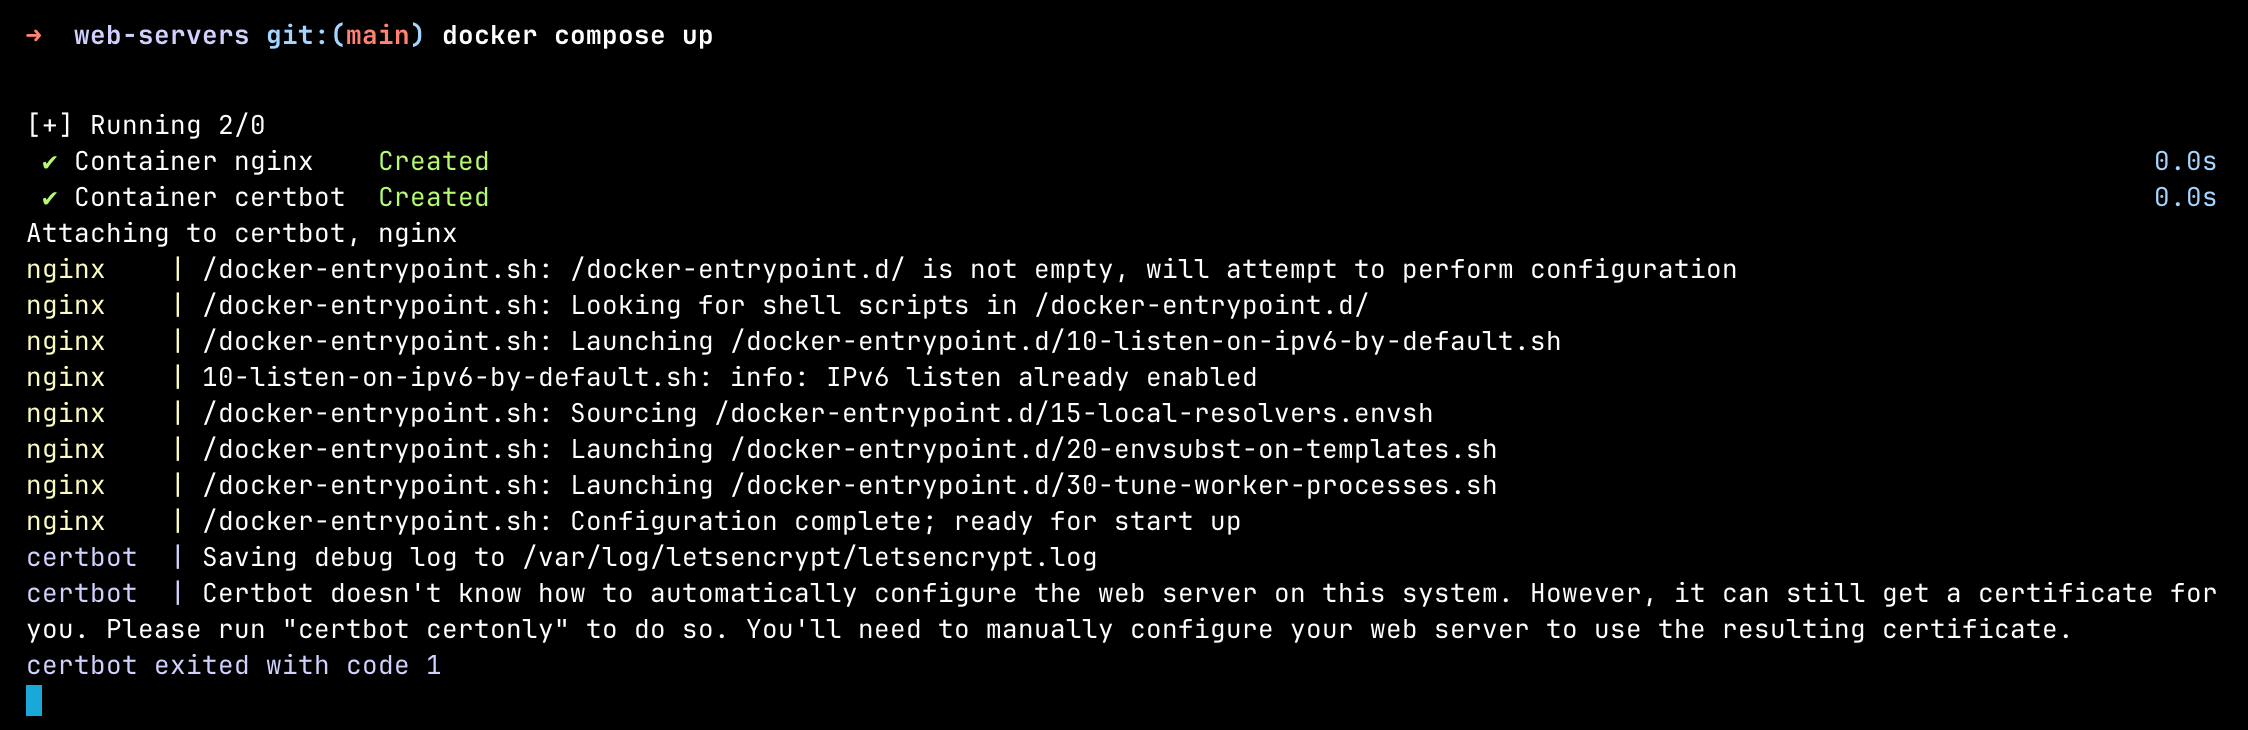 ➜  web-servers git:(main) docker compose up
[+] Running 2/0
 ✔ Container nginx    Created    0.0s
 ✔ Container certbot  Created    0.0s
Attaching to certbot, nginx
nginx    | /docker-entrypoint.sh: /docker-entrypoint.d/ is not empty, will attempt to perform configuration
nginx    | /docker-entrypoint.sh: Looking for shell scripts in /docker-entrypoint.d/
nginx    | /docker-entrypoint.sh: Launching /docker-entrypoint.d/10-listen-on-ipv6-by-default.sh
nginx    | 10-listen-on-ipv6-by-default.sh: info: IPv6 listen already enabled
nginx    | /docker-entrypoint.sh: Sourcing /docker-entrypoint.d/15-local-resolvers.envsh
nginx    | /docker-entrypoint.sh: Launching /docker-entrypoint.d/20-envsubst-on-templates.sh
nginx    | /docker-entrypoint.sh: Launching /docker-entrypoint.d/30-tune-worker-processes.sh
nginx    | /docker-entrypoint.sh: Configuration complete; ready for start up
certbot  | Saving debug log to /var/log/letsencrypt/letsencrypt.log
certbot  | Certbot doesn't know how to automatically configure the web server on this system. However, it can still get a certificate for
you. Please run "certbot certonly" to do so. You'll need to manually configure your web server to use the resulting certificate.
certbot exited with code 1